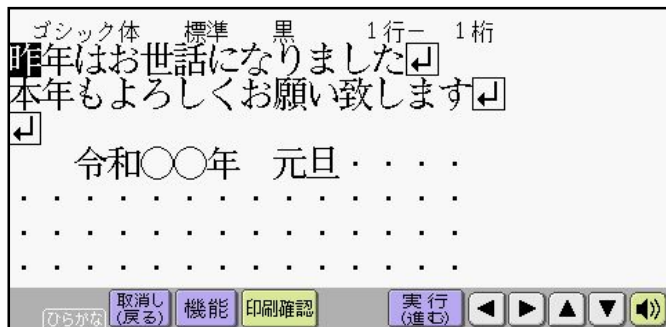 ゴシック体 標準 黒 1行ー 1桁
昨年はお世話になりました↵
本年もよろしくお願い致します↵
↵
令和○○年 元旦・・・・
・・・・・・・・・・・・・・
・・・・・・・・・・・・・・
・・・・・・・・・・・・・・
ひらがな 取消し(戻る) 機能 印刷確認 実行(進む) ◀ ▶ ▲ ▼